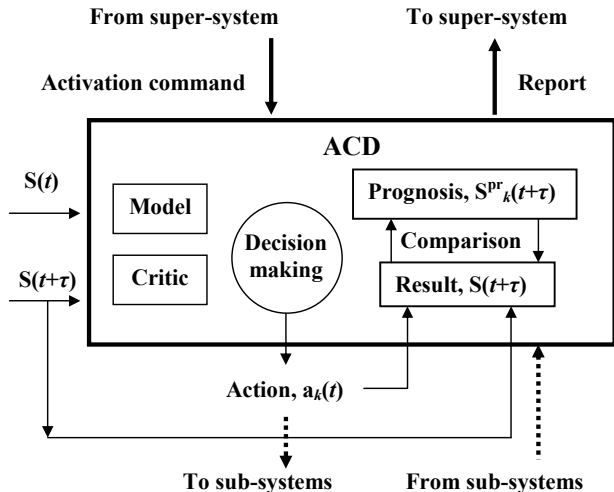 From super-system
To super-system
Activation command
Report
ACD
S(t)
Model
Prognosis, S^pr_k(t+τ)
Decision
making
Comparison
S(t+τ)
Critic
Result, S(t+τ)
Action, a_k(t)
To sub-systems
From sub-systems